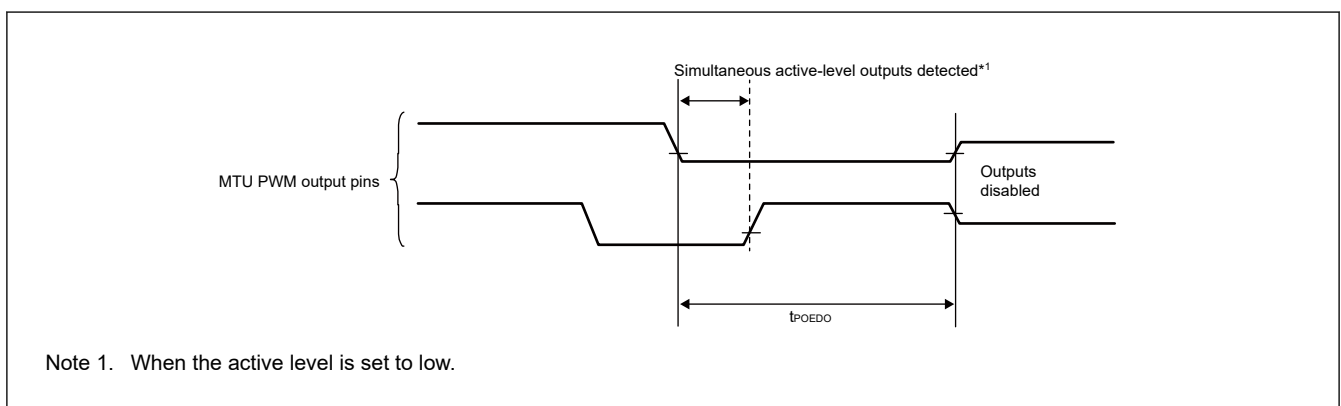 Simultaneous active-level outputs detected*1
MTU PWM output pins
Outputs
disabled
tPOEDO
Note 1. When the active level is set to low.